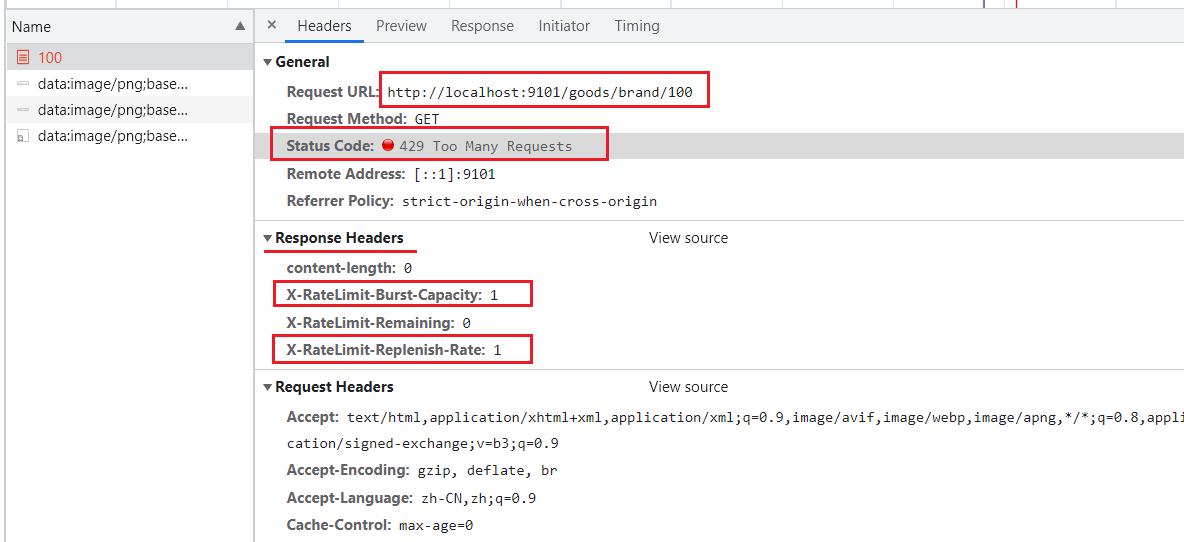 Name
100
data:image/png;base...
data:image/png;base...
data:image/png;base...
× Headers Preview Response Initiator Timing
General
Request URL: http://localhost:9101/goods/brand/100
Request Method: GET
Status Code: 429 Too Many Requests
Remote Address: [::1]:9101
Referrer Policy: strict-origin-when-cross-origin
Response Headers View source
content-length: 0
X-RateLimit-Burst-Capacity: 1
X-RateLimit-Remaining: 0
X-RateLimit-Replenish-Rate: 1
Request Headers View source
Accept: text/html,application/xhtml+xml,application/xml;q=0.9,image/avif,image/webp,image/apng,*/*;q=0.8,appli
cation/signed-exchange;v=b3;q=0.9
Accept-Encoding: gzip, deflate, br
Accept-Language: zh-CN,zh;q=0.9
Cache-Control: max-age=0